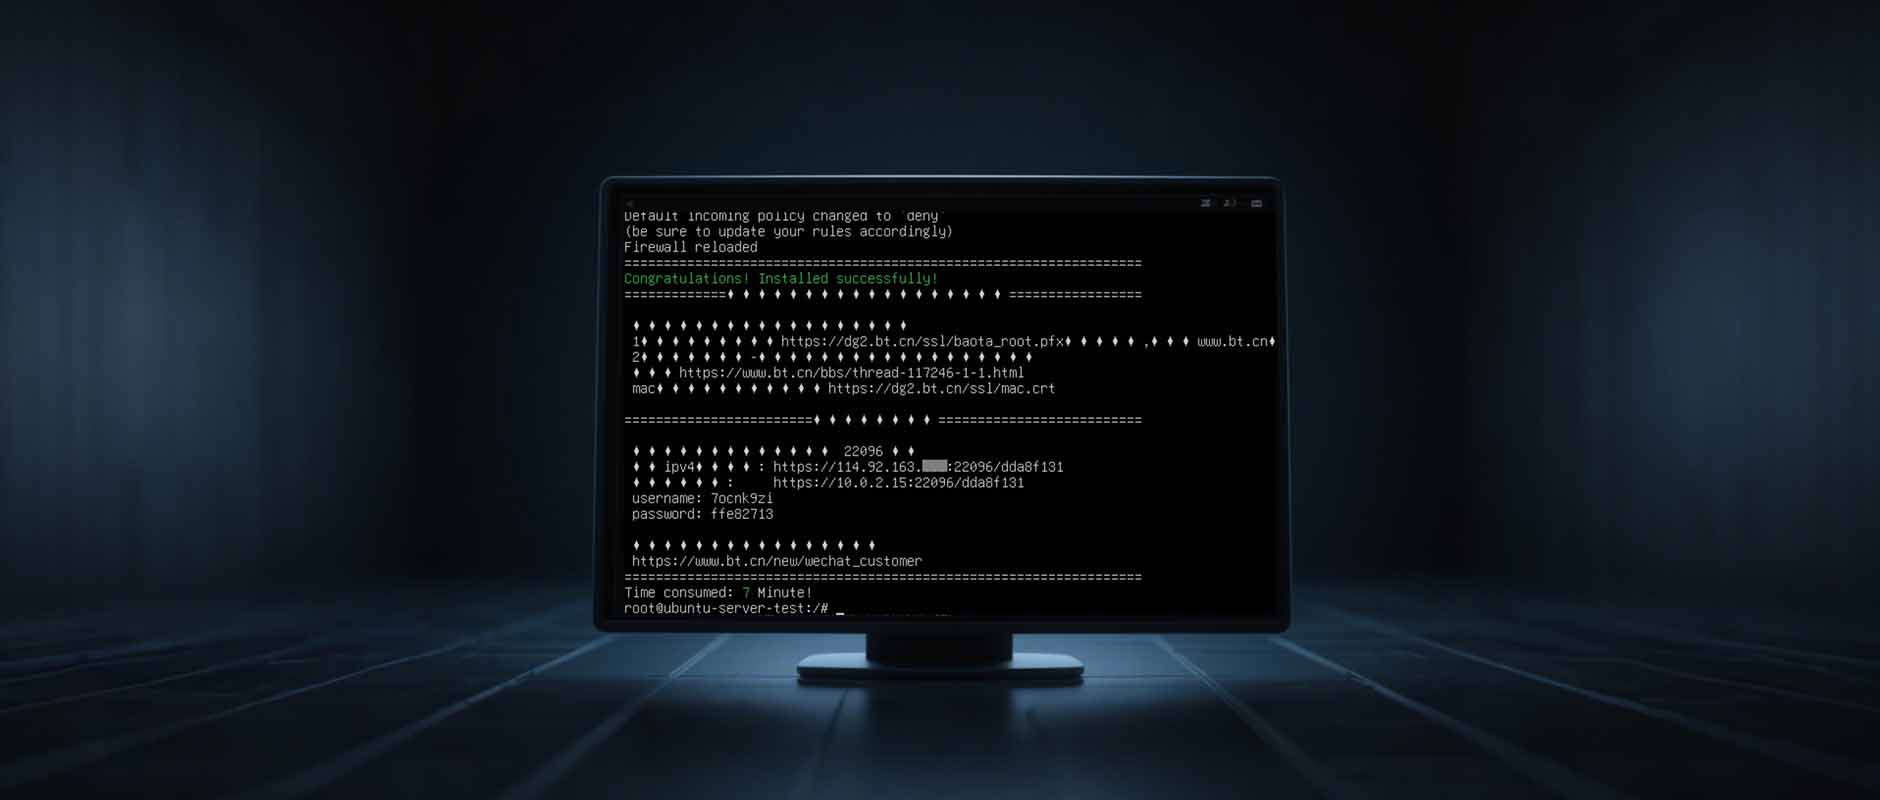 Default incoming policy changed to 'deny'
(be sure to update your rules accordingly)
Firewall reloaded
==================================================================
Congratulations! Installed successfully!
=============♦ ♦ ♦ ♦ ♦ ♦ ♦ ♦ ♦ ♦ ♦ ♦ ♦ ♦ ♦ ♦ ♦ ♦ =================
♦ ♦ ♦ ♦ ♦ ♦ ♦ ♦ ♦ ♦ ♦ ♦ ♦ ♦ ♦ ♦ ♦ ♦
1♦ ♦ ♦ ♦ ♦ ♦ ♦ ♦ ♦ https://dg2.bt.cn/ssl/baota_root.pfx♦ ♦ ♦ ♦ ♦ ,♦ ♦ ♦ www.bt.cn♦
2♦ ♦ ♦ ♦ ♦ ♦ ♦ -♦ ♦ ♦ ♦ ♦ ♦ ♦ ♦ ♦ ♦ ♦ ♦ ♦ ♦ ♦ ♦ ♦ ♦
♦ ♦ ♦ https://www.bt.cn/bbs/thread-117246-1-1.html
mac♦ ♦ ♦ ♦ ♦ ♦ ♦ ♦ ♦ ♦ ♦ https://dg2.bt.cn/ssl/mac.crt
========================♦ ♦ ♦ ♦ ♦ ♦ ♦ ♦ ==========================
♦ ♦ ♦ ♦ ♦ ♦ ♦ ♦ ♦ ♦ ♦ ♦ ♦ 22096 ♦ ♦
♦ ♦ ipv4♦ ♦ ♦ ♦ : https://114.92.163.:22096/dda8f131
♦ ♦ ♦ ♦ ♦ ♦ : https://10.0.2.15:22096/dda8f131
username: 7ocnk9zi
password: ffe82713
♦ ♦ ♦ ♦ ♦ ♦ ♦ ♦ ♦ ♦ ♦ ♦ ♦ ♦ ♦ ♦
https://www.bt.cn/new/wechat_customer
==================================================================
Time consumed: 7 Minute!
root@ubuntu-server-test:/# _